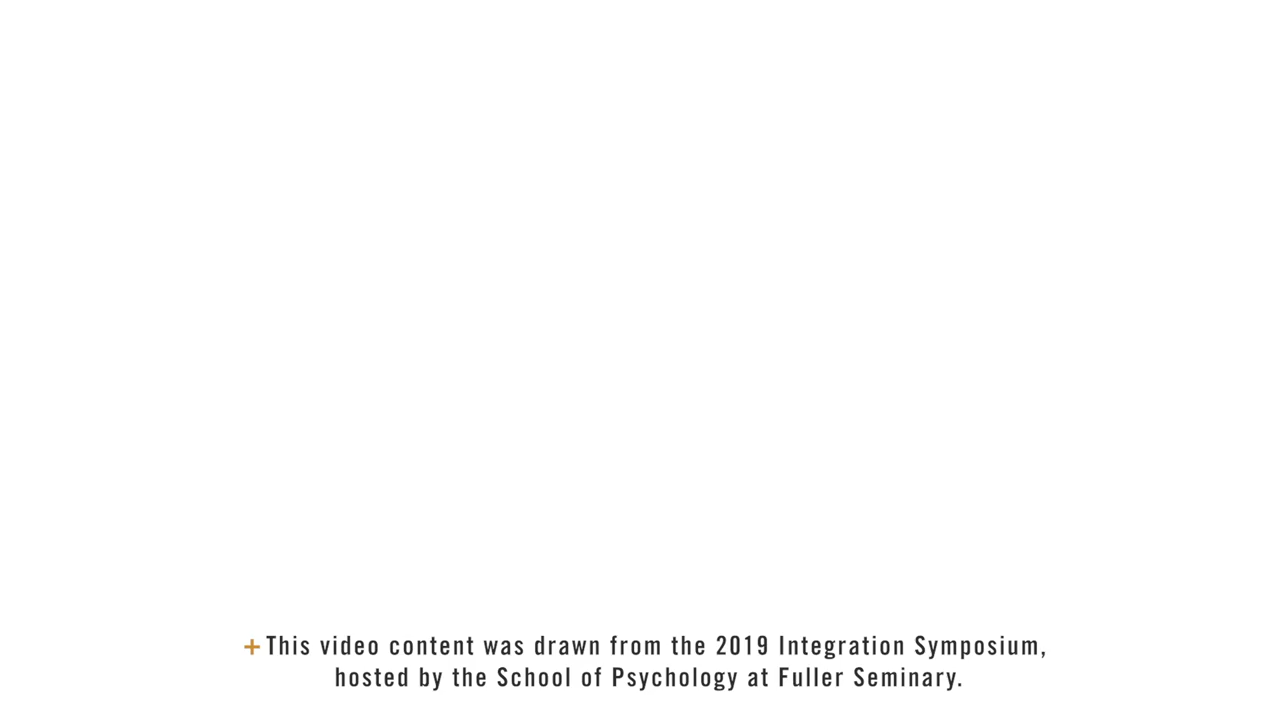 +This video content was drawn from the 2019 Integration Symposium,
hosted by the School of Psychology at Fuller Seminary.